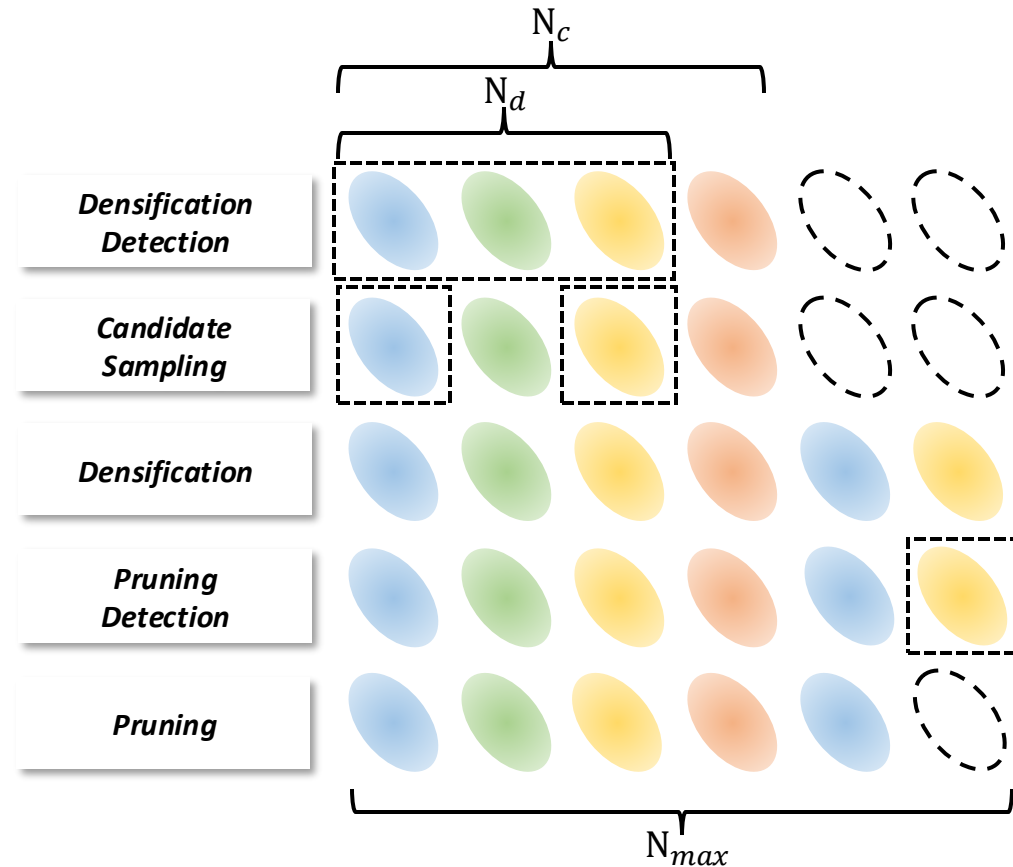 N_c
N_d
Densification
Detection
Candidate
Sampling
Densification
Pruning
Detection
Pruning
N_max